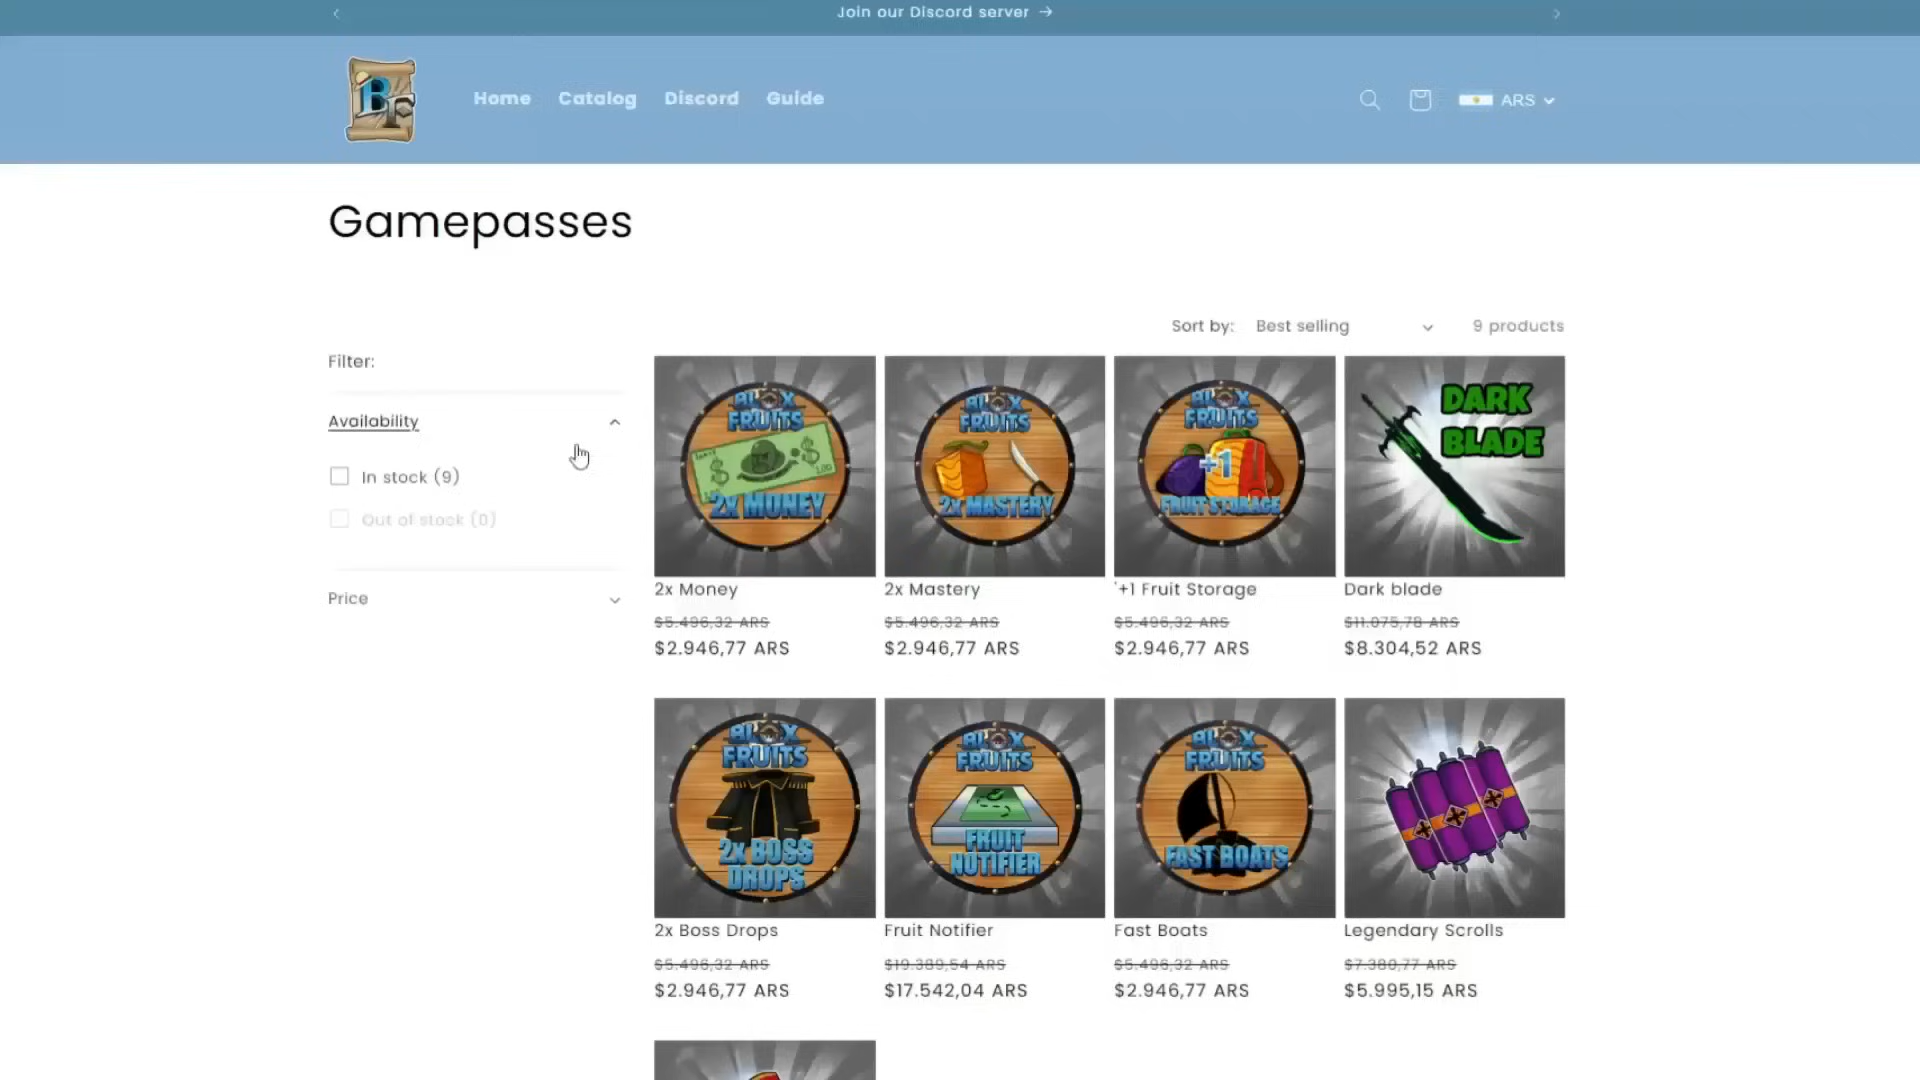 Join our Discord server →
BF
Home
Catalog
Discord
Guide
ARS
Gamepasses
Sort by:
Best selling
9 products
Filter:
Availability
In stock (9)
Out of stock (0)
Price
BLOX
FRUITS
2X MONEY
BLOX
FRUITS
2X MASTERY
BLOX
FRUITS
+1
FRUIT STORAGE
DARK
BLADE
2x Money
2x Mastery
'+1 Fruit Storage
Dark blade
$5.496,32 ARS
$5.496,32 ARS
$5.496,32 ARS
$11.075,78 ARS
$2.946,77 ARS
$2.946,77 ARS
$2.946,77 ARS
$8.304,52 ARS
BLOX
FRUITS
2X BOSS
DROPS
BLOX
FRUITS
FRUIT
NOTIFIER
BLOX
FRUITS
FAST BOATS
2x Boss Drops
Fruit Notifier
Fast Boats
Legendary Scrolls
$5.496,32 ARS
$19.389,54 ARS
$5.496,32 ARS
$7.380,77 ARS
$2.946,77 ARS
$17.542,04 ARS
$2.946,77 ARS
$5.995,15 ARS